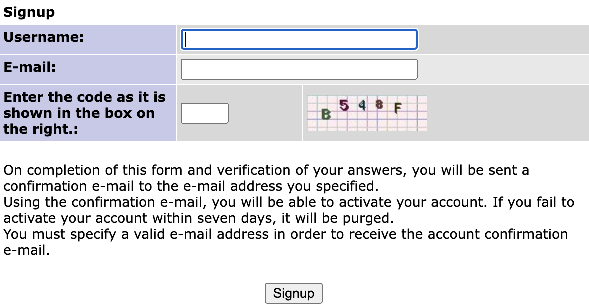 Signup
Username:
E-mail:
Enter the code as it is
shown in the box on
the right.:
B 5 4 8 F
On completion of this form and verification of your answers, you will be sent a
confirmation e-mail to the e-mail address you specified.
Using the confirmation e-mail, you will be able to activate your account. If you fail to
activate your account within seven days, it will be purged.
You must specify a valid e-mail address in order to receive the account confirmation
e-mail.
Signup